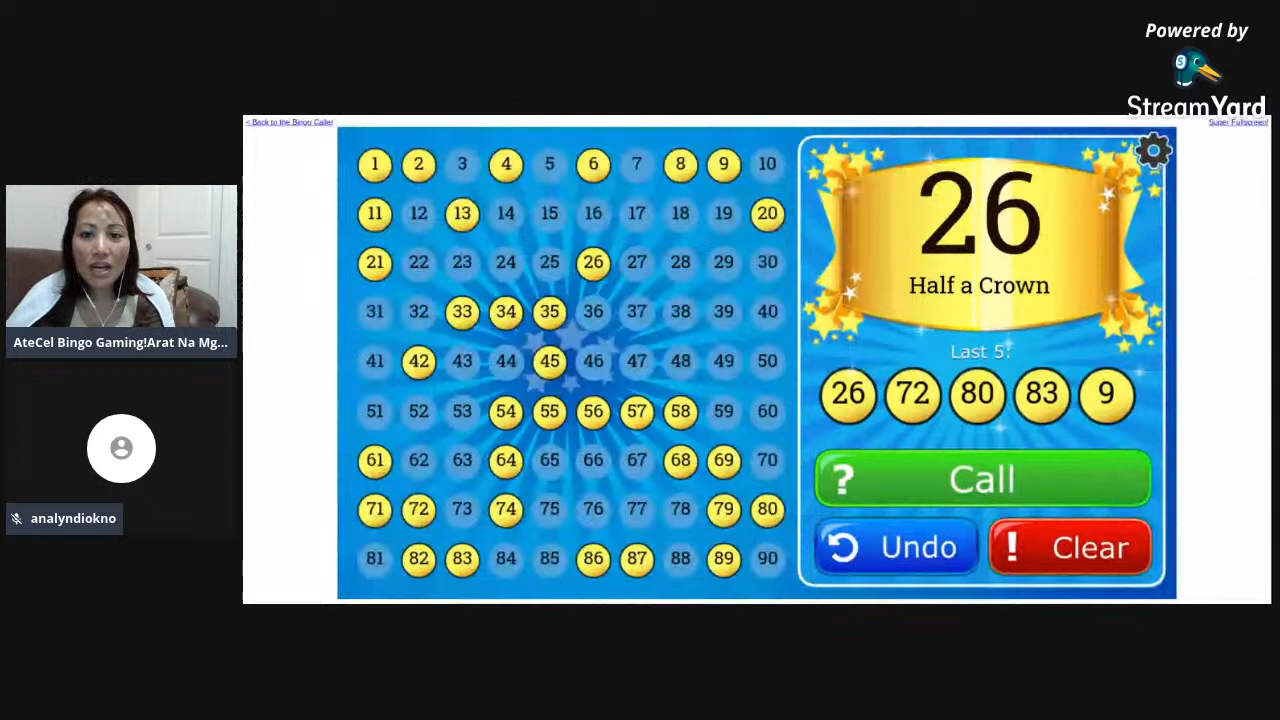 Powered by
StreamYard
< Back to the Bingo Caller
Super Fullscreen!
1 2 3 4 5 6 7 8 9 10
11 12 13 14 15 16 17 18 19 20
21 22 23 24 25 26 27 28 29 30
31 32 33 34 35 36 37 38 39 40
41 42 43 44 45 46 47 48 49 50
51 52 53 54 55 56 57 58 59 60
61 62 63 64 65 66 67 68 69 70
71 72 73 74 75 76 77 78 79 80
81 82 83 84 85 86 87 88 89 90
26
Half a Crown
Last 5:
26 72 80 83 9
? Call
Undo
! Clear
AteCel Bingo Gaming!Arat Na Mg...
analyndiokno